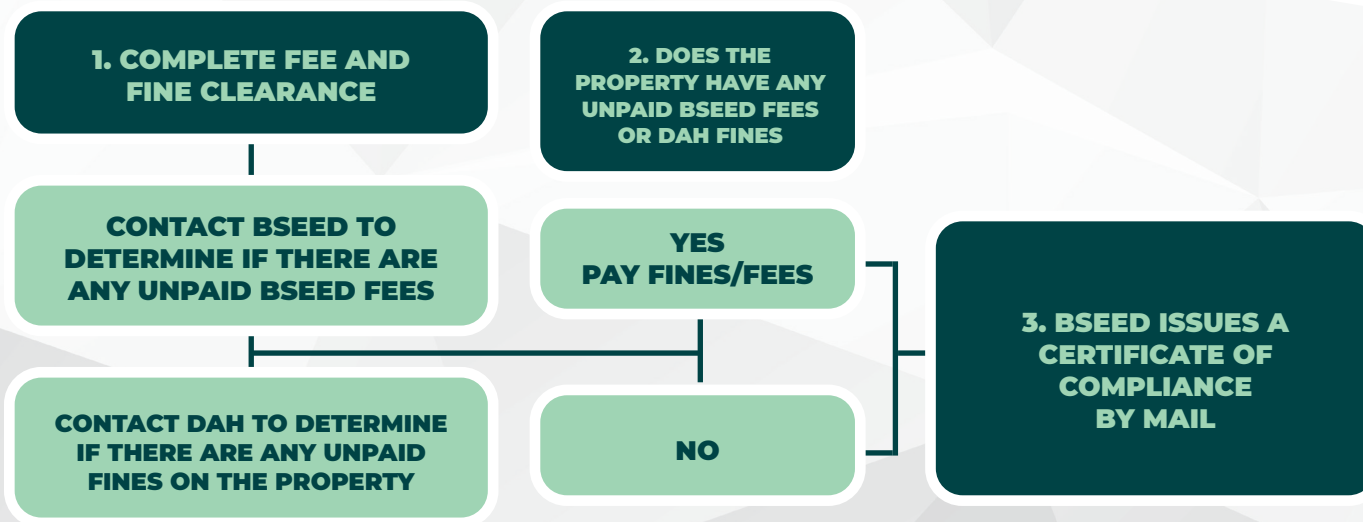 1. COMPLETE FEE AND
FINE CLEARANCE
CONTACT BSEED TO
DETERMINE IF THERE ARE
ANY UNPAID BSEED FEES
CONTACT DAH TO DETERMINE
IF THERE ARE ANY UNPAID
FINES ON THE PROPERTY
2. DOES THE
PROPERTY HAVE ANY
UNPAID BSEED FEES
OR DAH FINES
YES
PAY FINES/FEES
NO
3. BSEED ISSUES A
CERTIFICATE OF
COMPLIANCE
BY MAIL